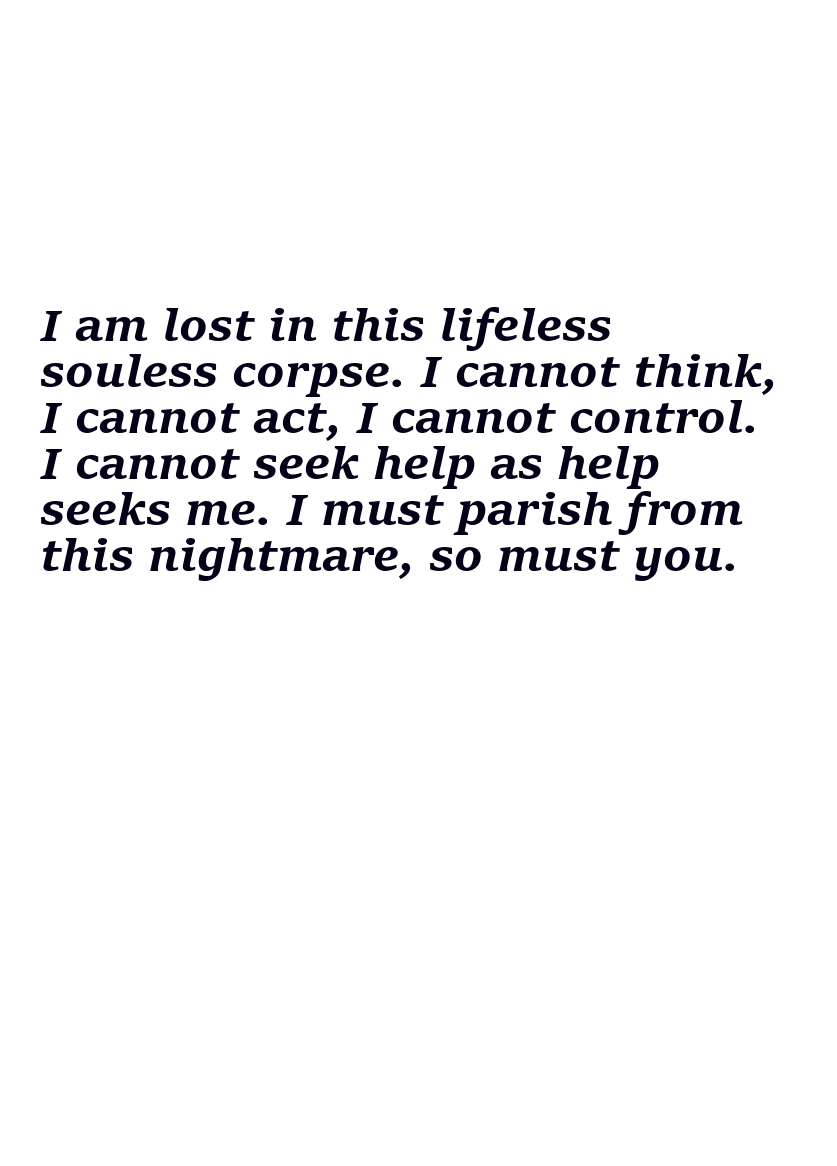 I am lost in this lifeless
souless corpse. I cannot think,
I cannot act, I cannot control.
I cannot seek help as help
seeks me. I must parish from
this nightmare, so must you.